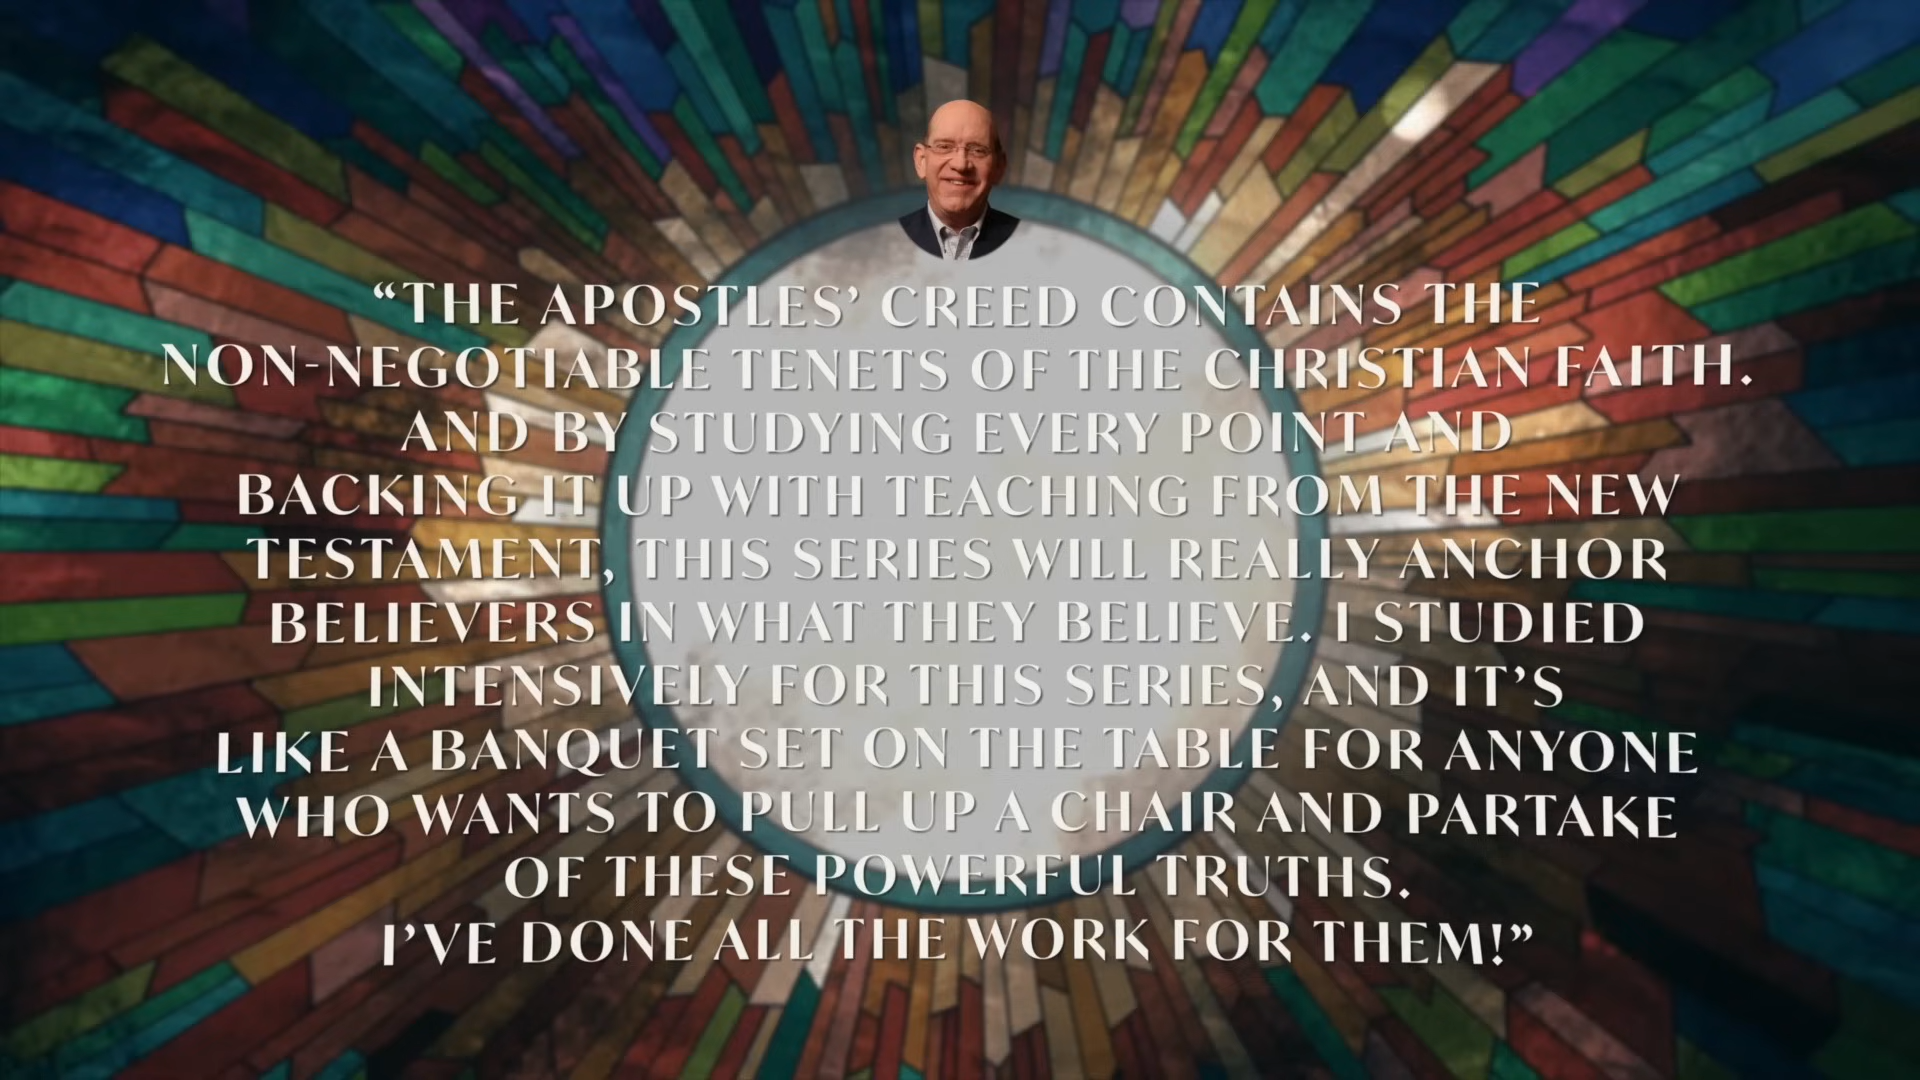 “THE APOSTLES’ CREED CONTAINS THE
NON-NEGOTIABLE TENETS OF THE CHRISTIAN FAITH.
AND BY STUDYING EVERY POINT AND
BACKING IT UP WITH TEACHING FROM THE NEW
TESTAMENT, THIS SERIES WILL REALLY ANCHOR
BELIEVERS IN WHAT THEY BELIEVE. I STUDIED
INTENSIVELY FOR THIS SERIES, AND IT’S
LIKE A BANQUET SET ON THE TABLE FOR ANYONE
WHO WANTS TO PULL UP A CHAIR AND PARTAKE
OF THESE POWERFUL TRUTHS.
I’VE DONE ALL THE WORK FOR THEM!”